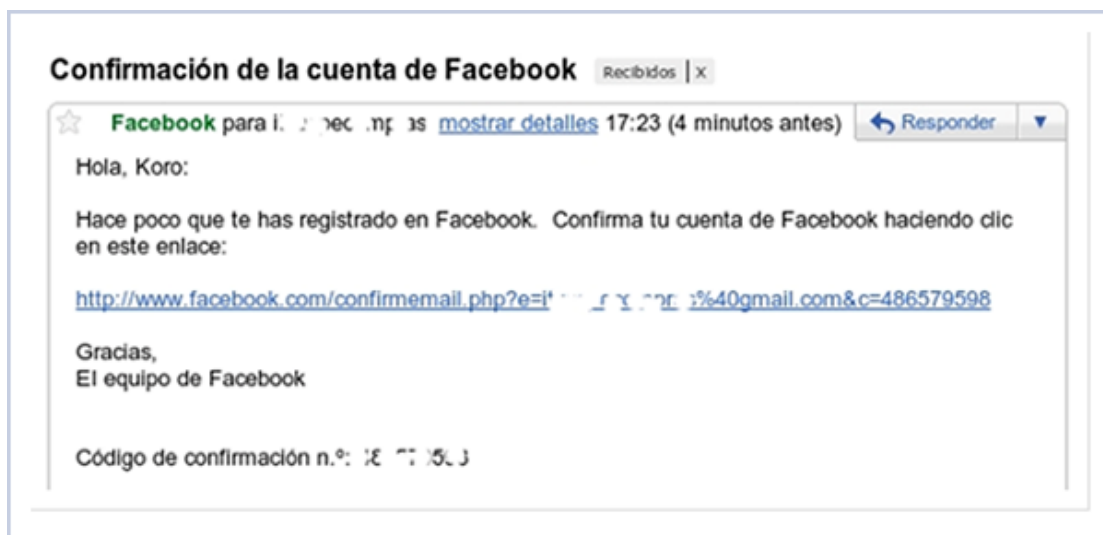 Confirmación de la cuenta de Facebook Recibidos | X
Facebook para mostrar detalles 17:23 (4 minutos antes) Responder
Hola, Koro:
Hace poco que te has registrado en Facebook. Confirma tu cuenta de Facebook haciendo clic
en este enlace:
http://www.facebook.com/confirmemail.php?e= %40gmail.com&c=486579598
Gracias,
El equipo de Facebook
Código de confirmación n.º: